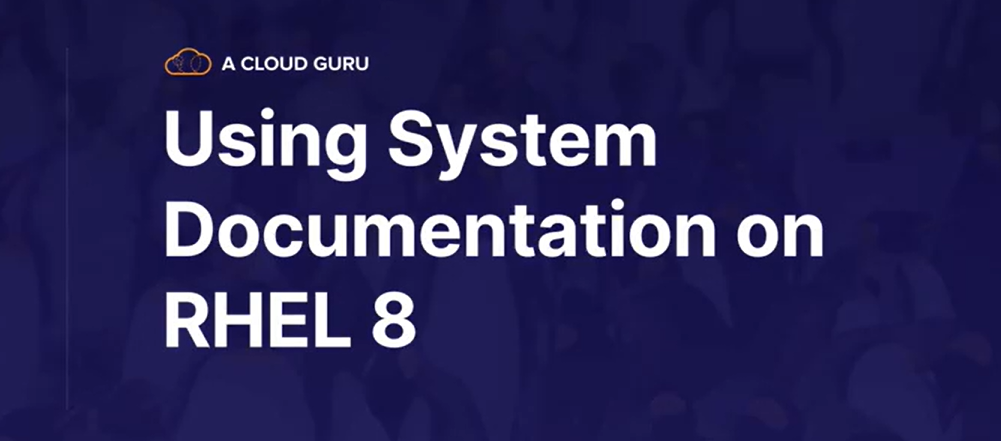 A CLOUD GURU
Using System
Documentation on
RHEL 8